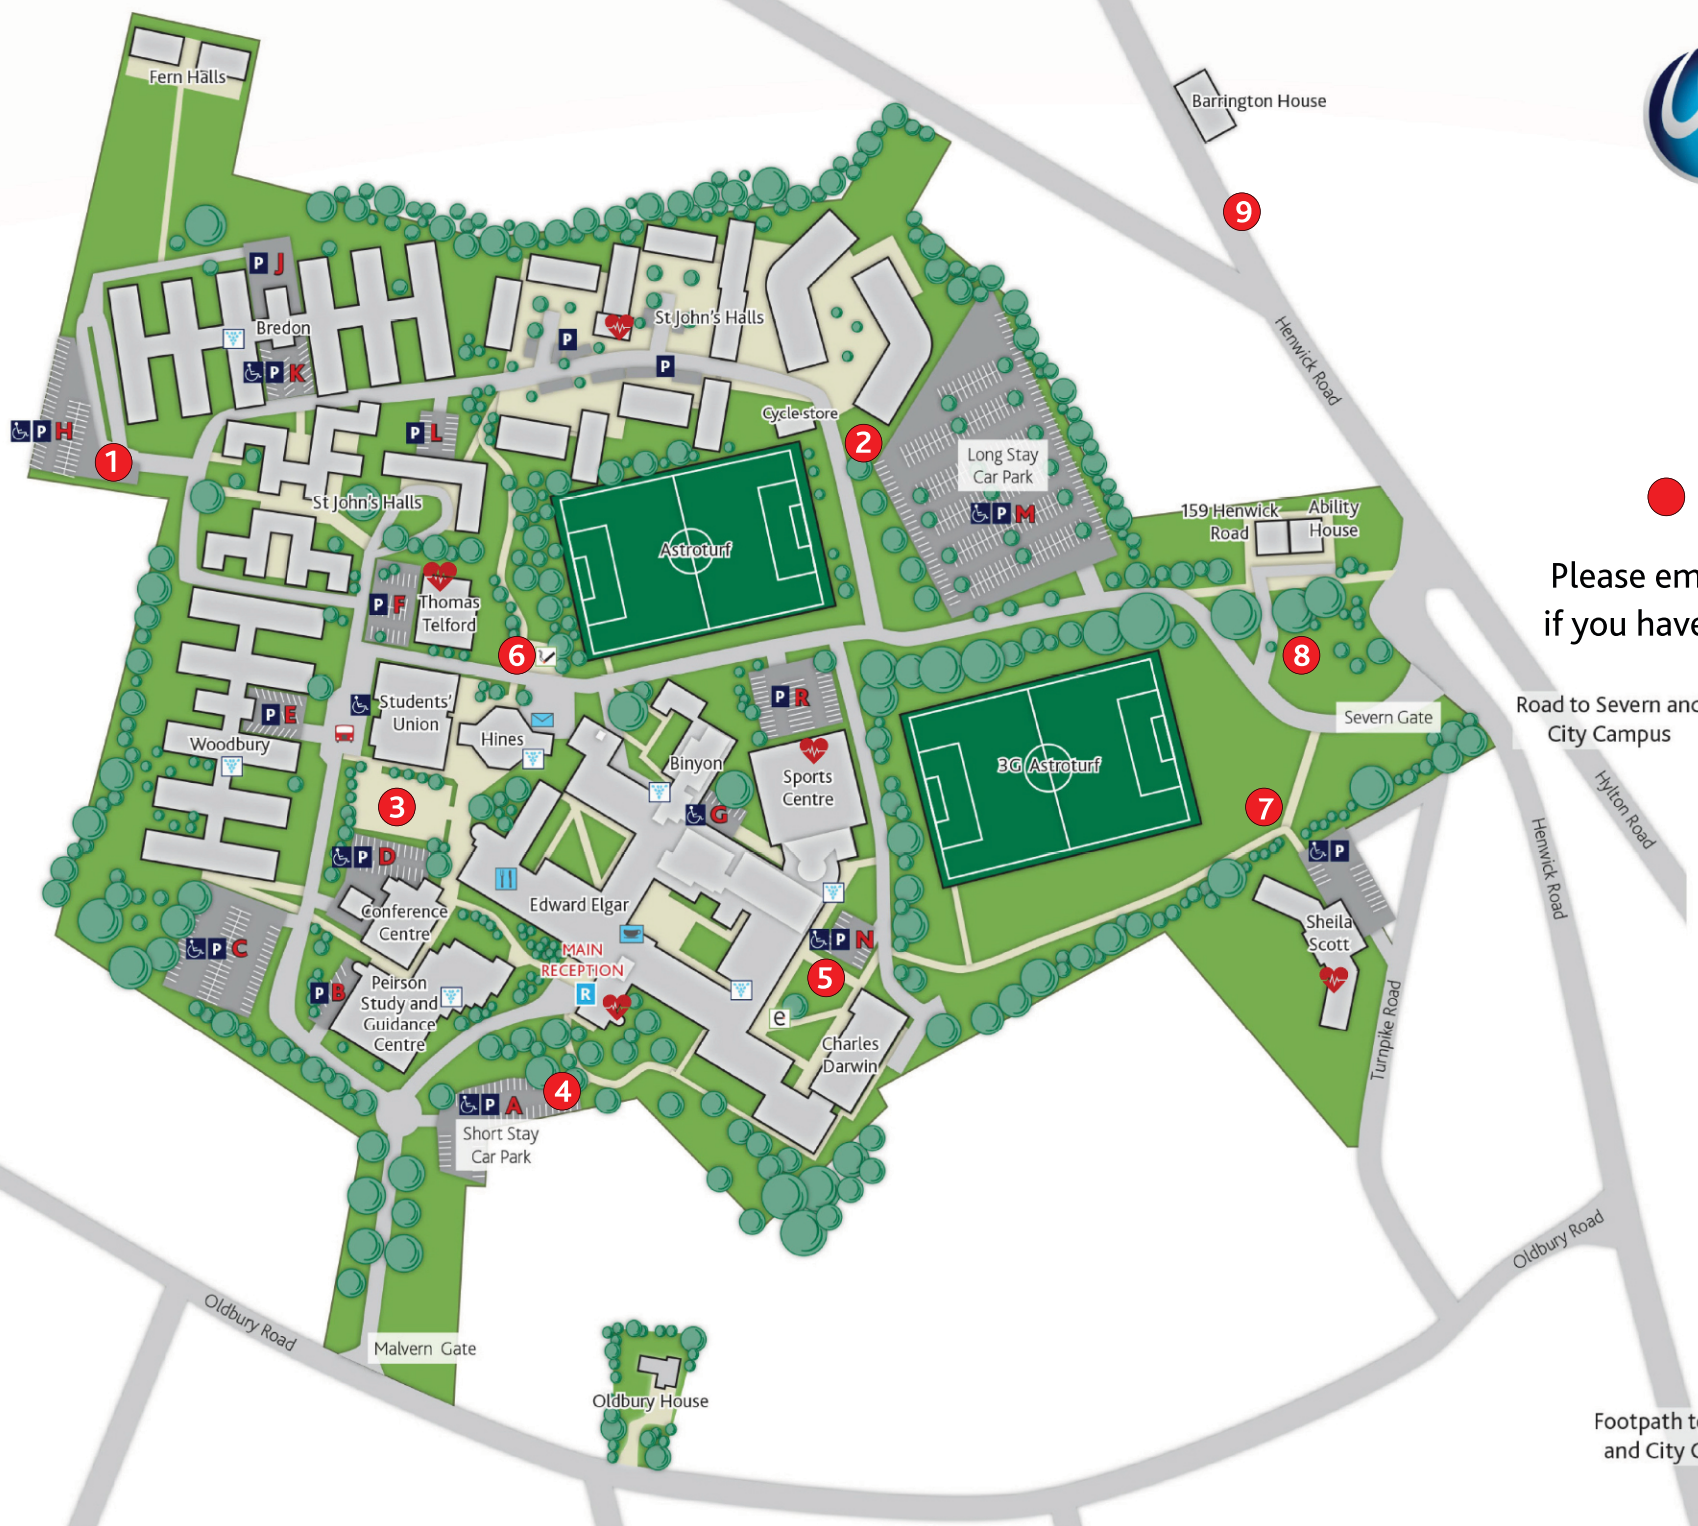 Fern Halls
Barrington House
9
J
P
Bredon
P K
P
St John's Halls
P
Henwick Road
P H
P L
1
Cycle store
2
Long Stay
Car Park
P M
St John's Halls
159 Henwick
Road
Ability
House
Astroturf
Please em
if you have
P F
Thomas
Telford
6
8
Students'
Union
P R
P E
Woodbury
Hines
Binyon
Severn Gate
Road to Severn and
City Campus
3G Astroturf
Sports
Centre
3
7
G
Hylton Road
Henwick Road
P D
P
Edward Elgar
Conference
Centre
Sheila
Scott
P C
MAIN
RECEPTION
P N
5
P B
Peirson
Study and
Guidance
Centre
R
e
Charles
Darwin
Turnpike Road
4
P A
Short Stay
Car Park
Oldbury Road
Oldbury Road
Malvern Gate
Oldbury House
Footpath to
and City C